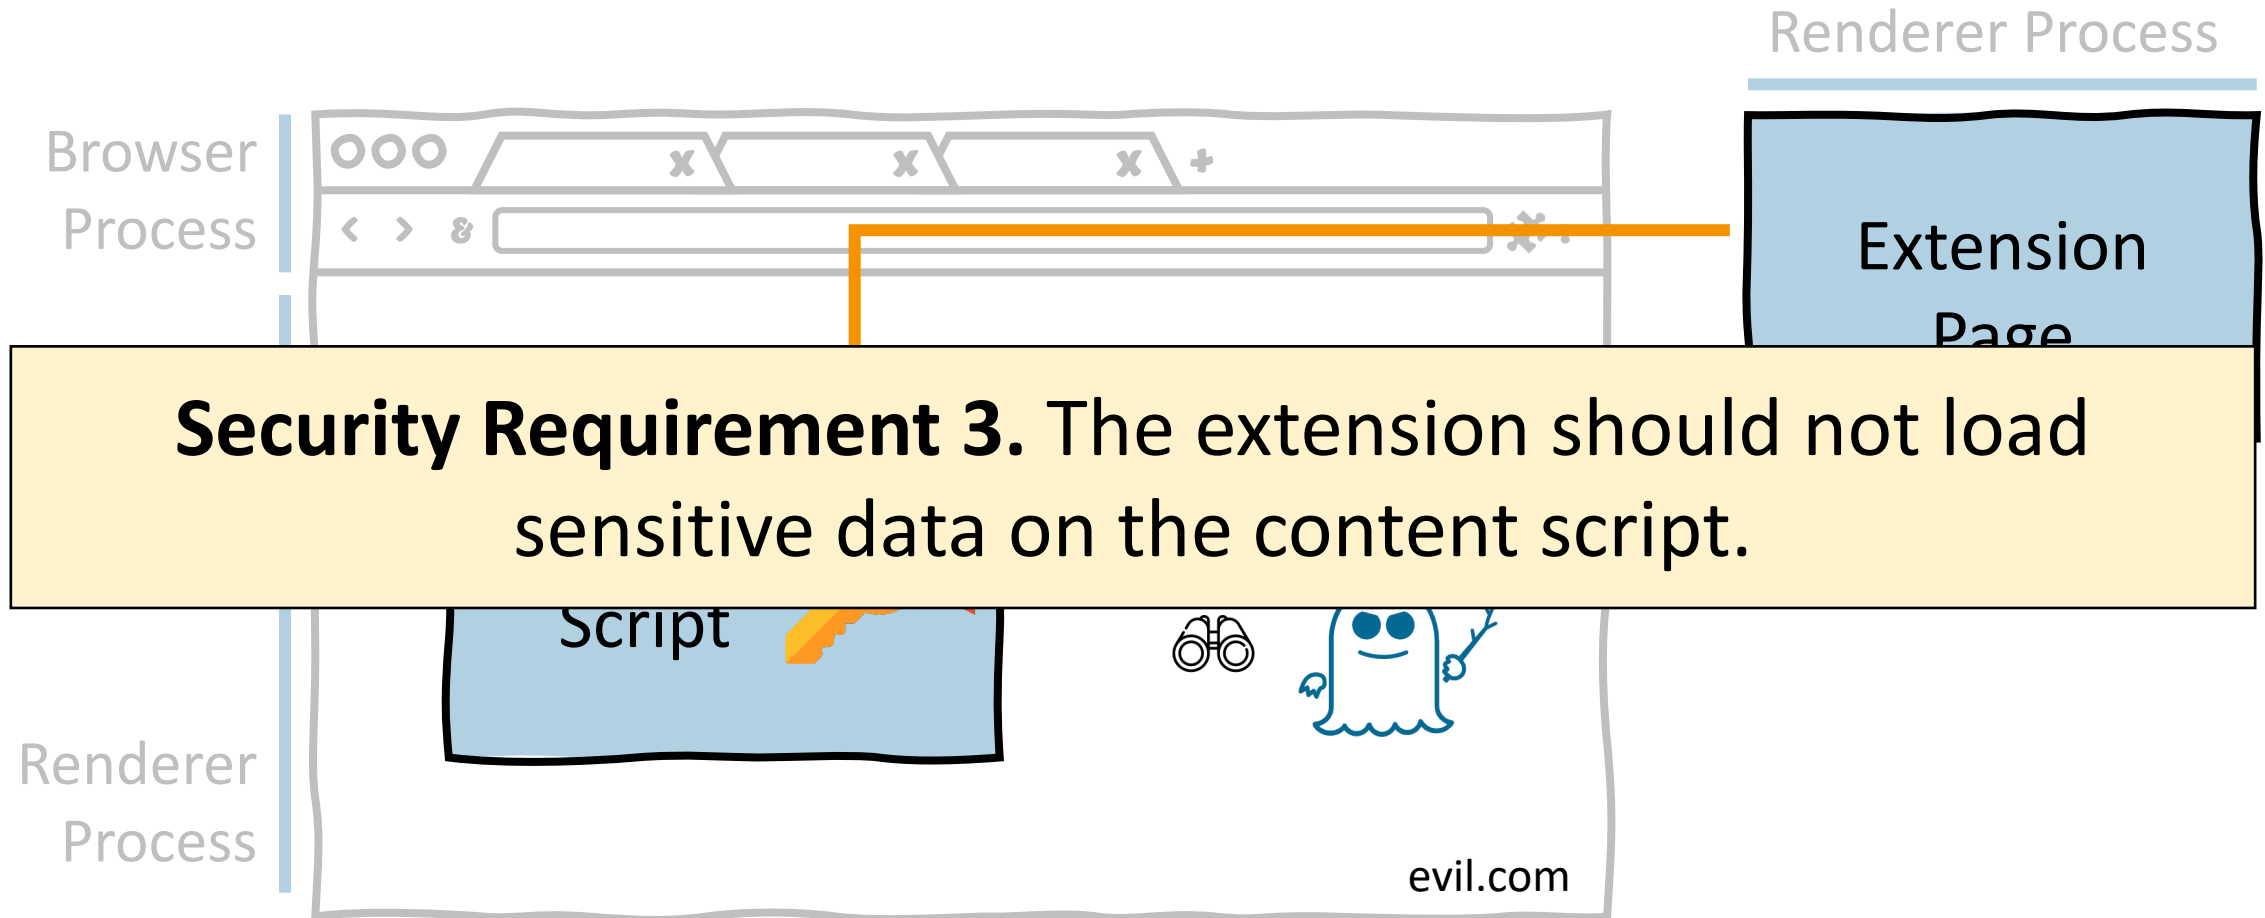 Renderer Process
Browser
Process
Extension
Page
Security Requirement 3. The extension should not load
sensitive data on the content script.
Script
Renderer
Process
evil.com